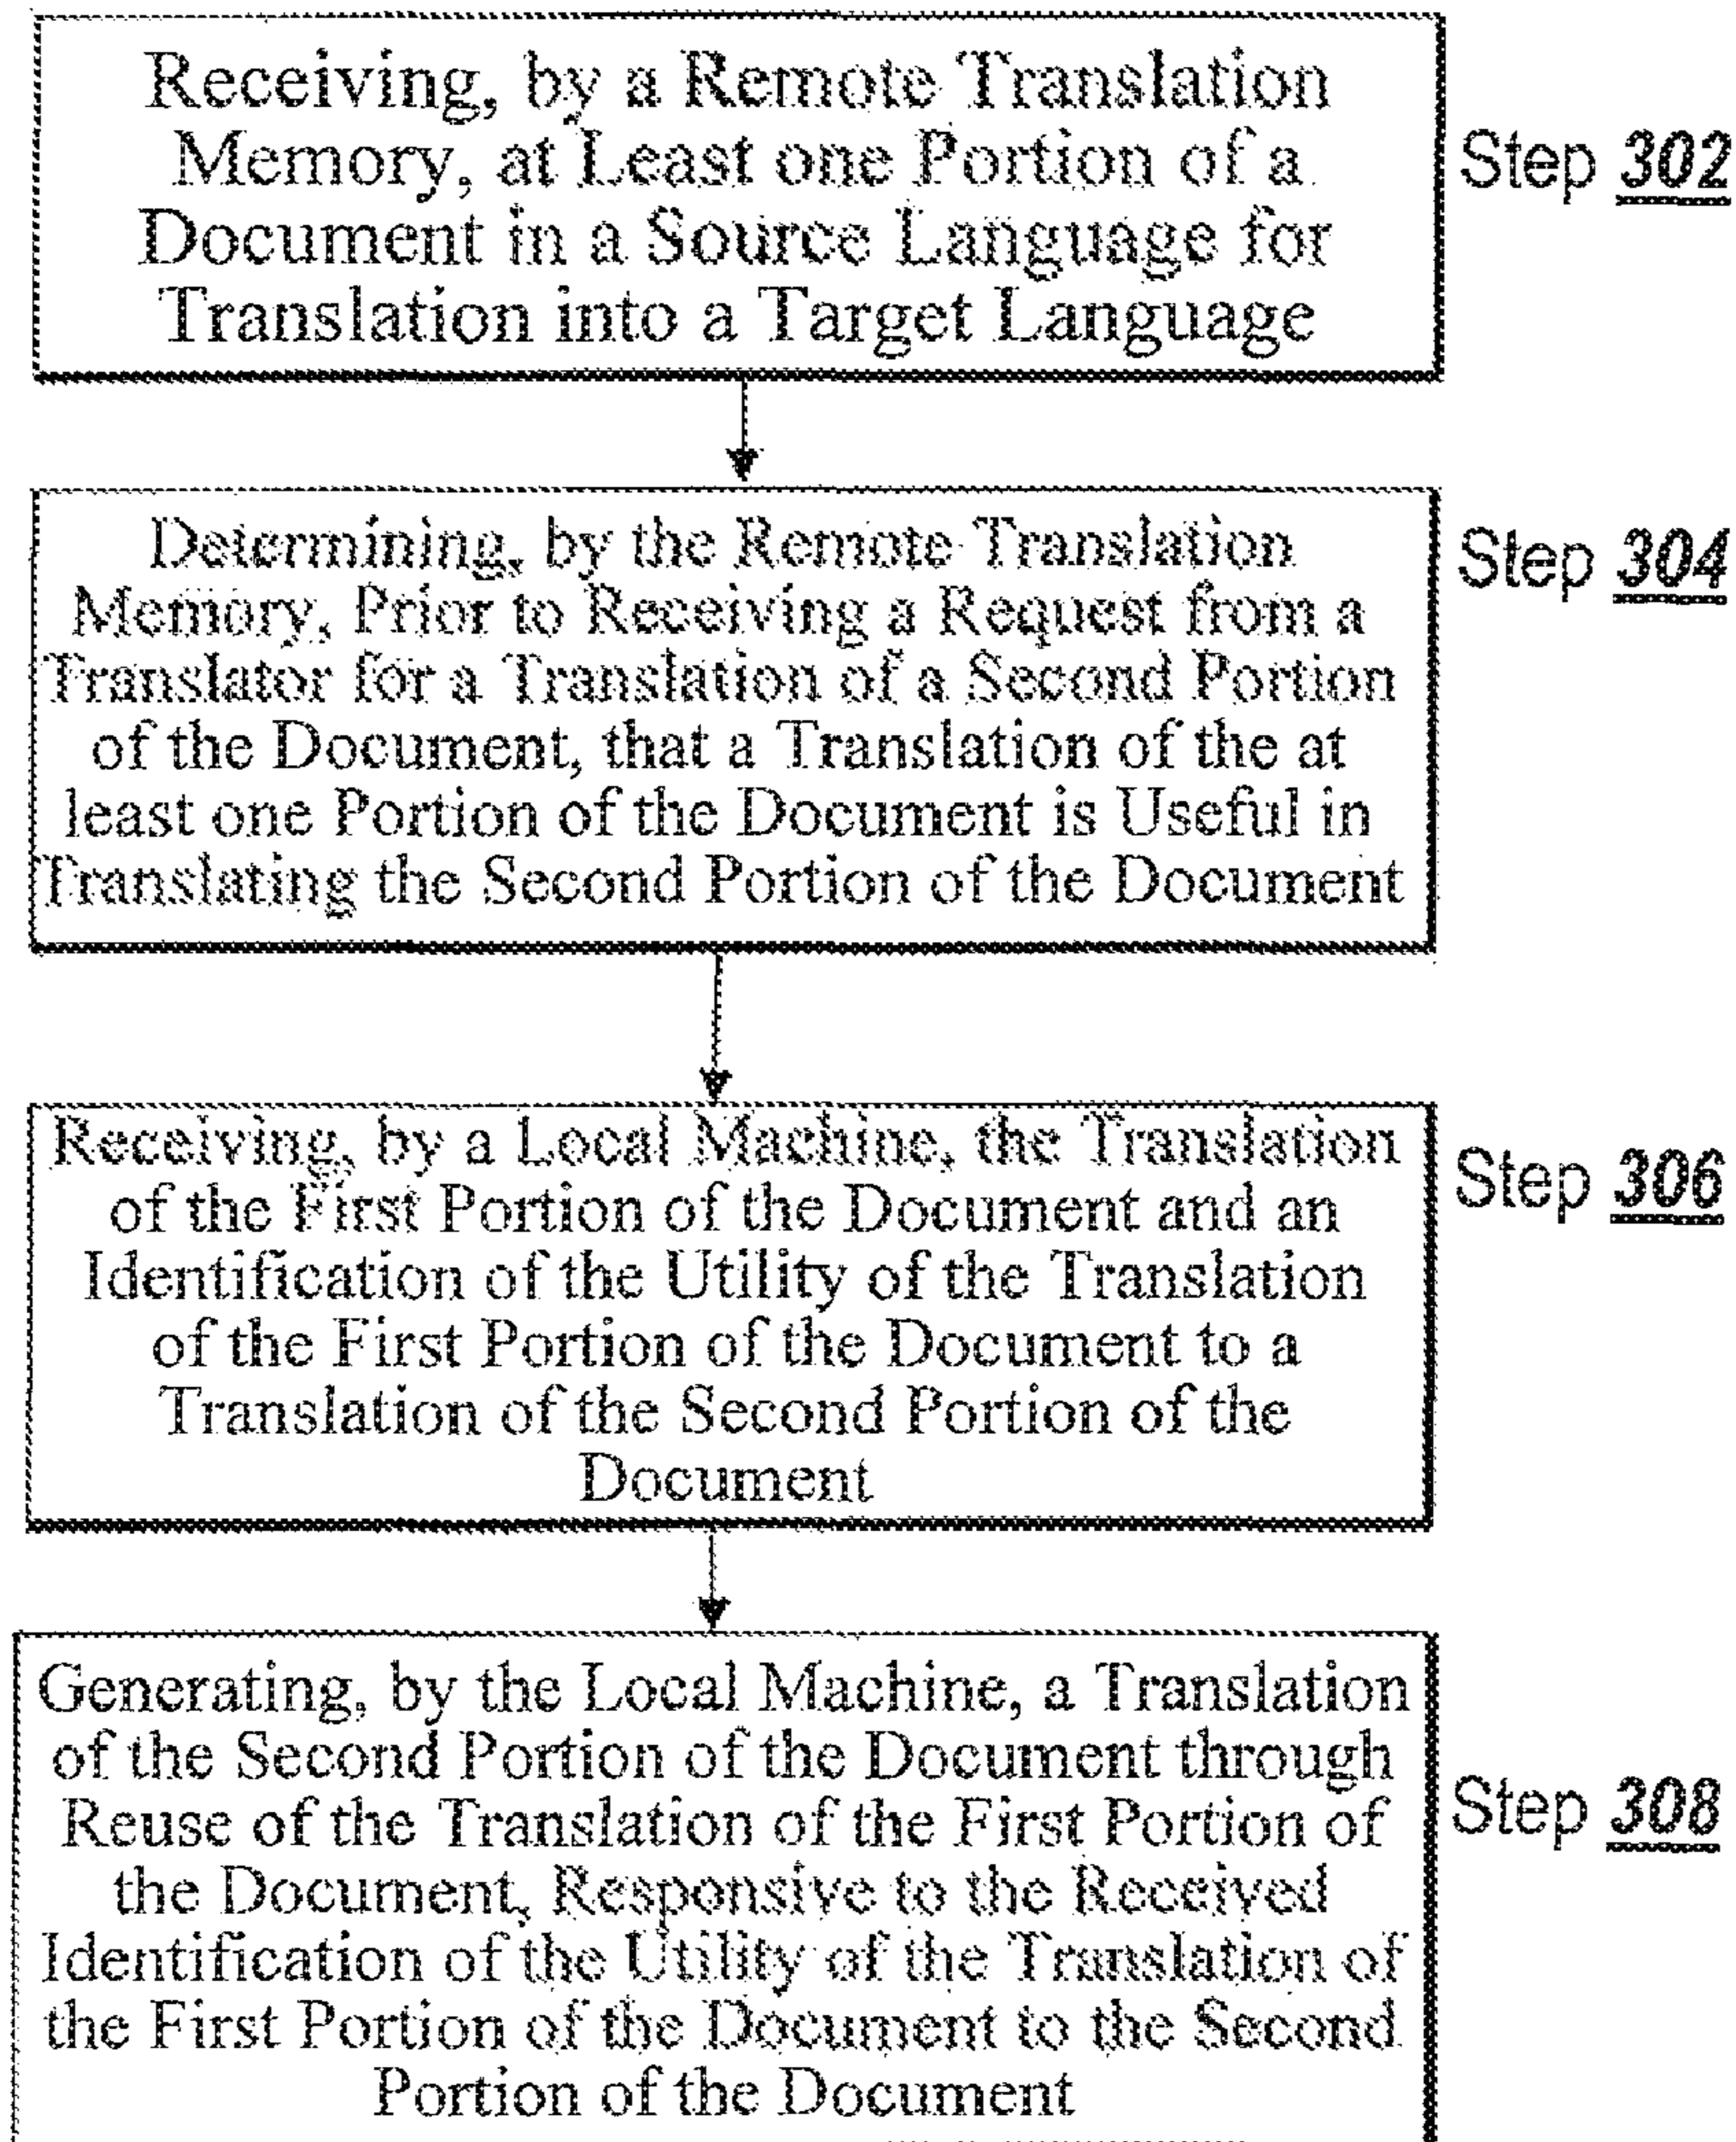 Receiving, by a Remote Translation
Memory, at Least one Portion of a
Document in a Source Language for
Translation into a Target Language
Step 302
Determining, by the Remote Translation
Memory, Prior to Receiving a Request from a
Translator for a Translation of a Second Portion
of the Document, that a Translation of the at
least one Portion of the Document is Useful in
Translating the Second Portion of the Document
Step 304
Receiving, by a Local Machine, the Translation
of the First Portion of the Document and an
Identification of the Utility of the Translation
of the First Portion of the Document to a
Translation of the Second Portion of the
Document
Step 306
Generating, by the Local Machine, a Translation
of the Second Portion of the Document through
Reuse of the Translation of the First Portion of
the Document, Responsive to the Received
Identification of the Utility of the Translation of
the First Portion of the Document to the Second
Portion of the Document
Step 308